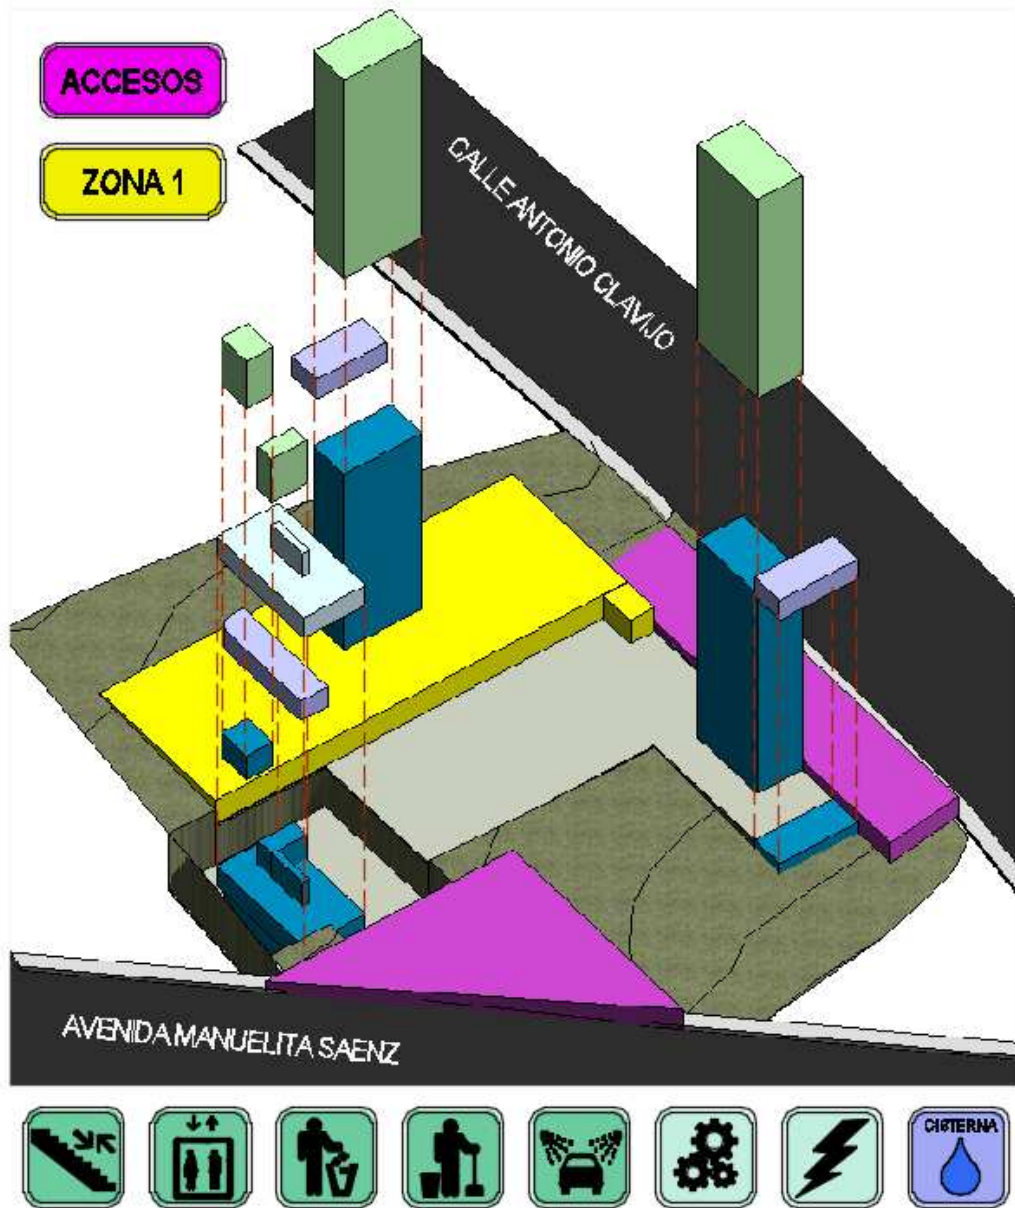 ACCESOS
ZONA 1
CALLE ANTONIO CLAVIJO
AVENIDA MANUELITA SAENZ
CISTERNA